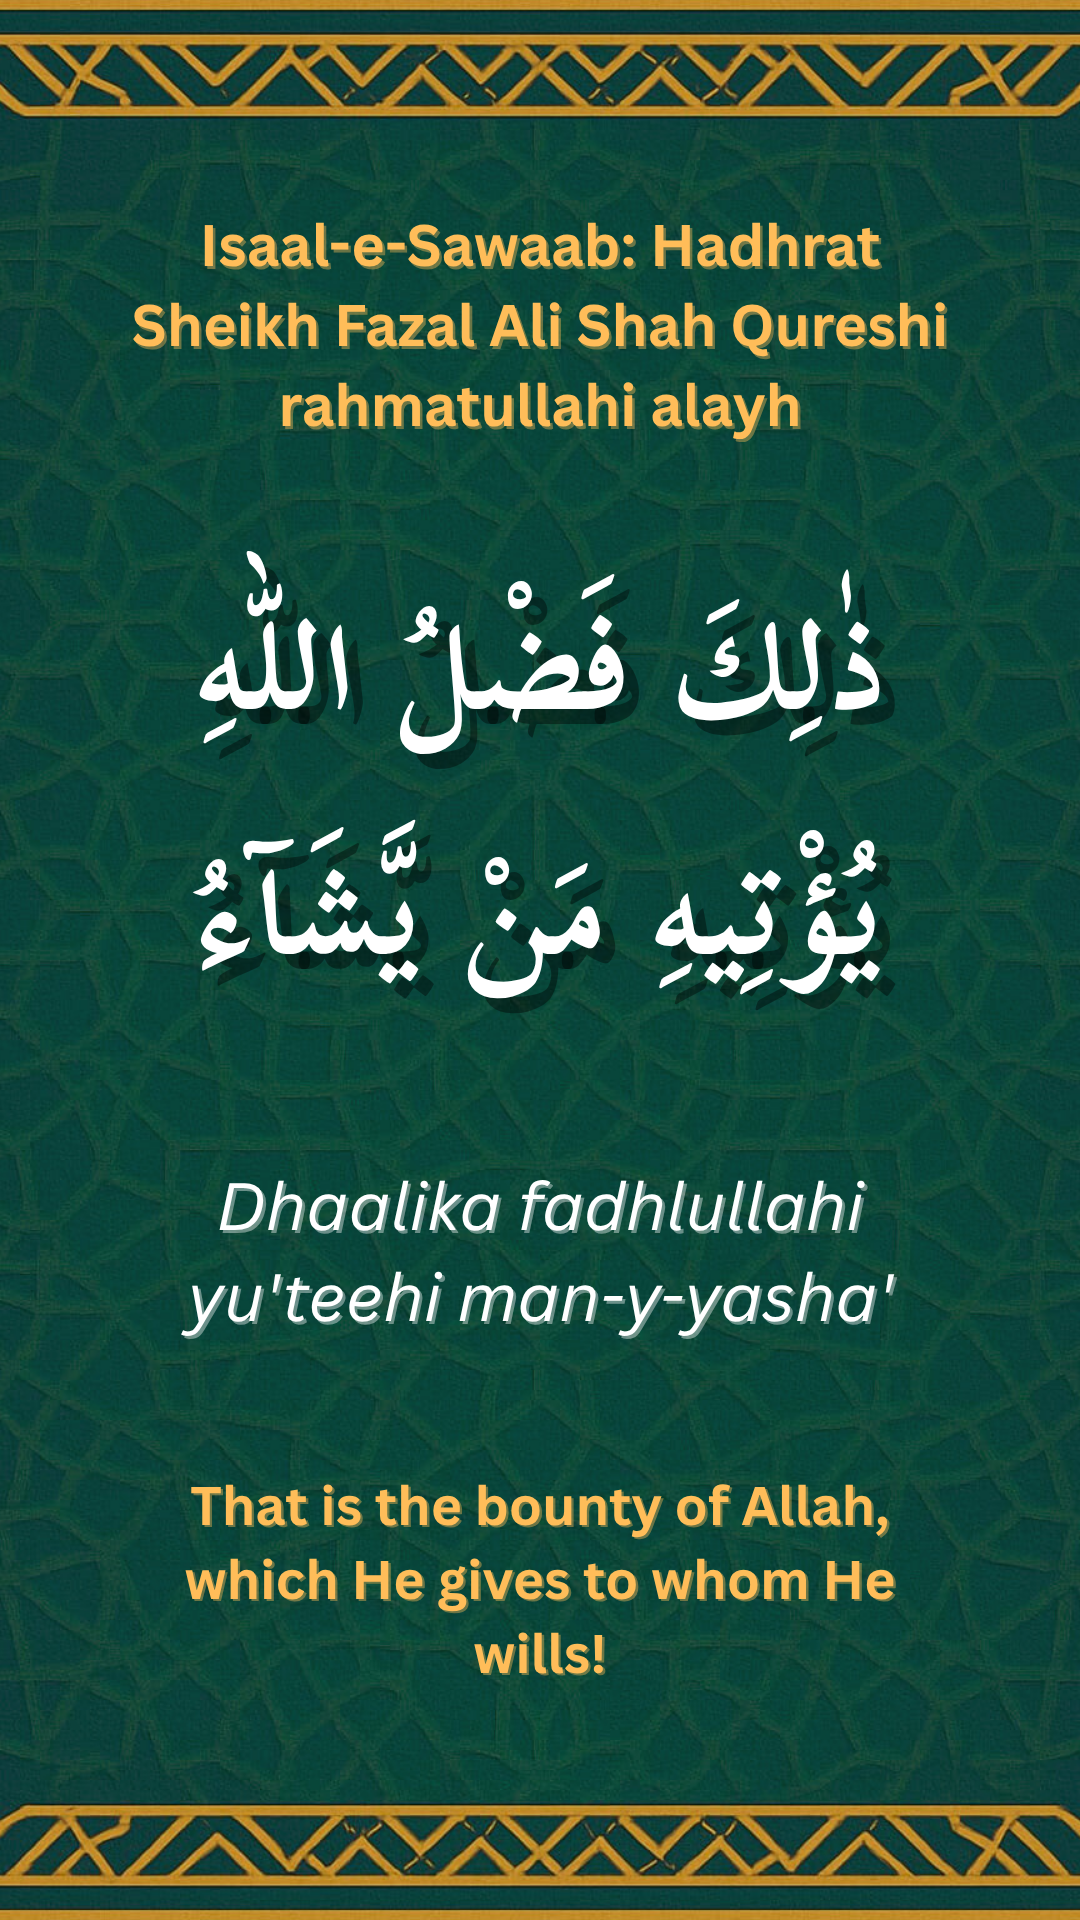 Isaal-e-Sawaab: Hadhrat
Sheikh Fazal Ali Shah Qureshi
rahmatullahi alayh
ذٰلِكَ فَضْلُ اللّٰهِ
يُؤْتِيهِ مَنْ يَّشَآءُ
Dhaalika fadhlullahi
yu'teehi man-y-yasha'
That is the bounty of Allah,
which He gives to whom He
wills!